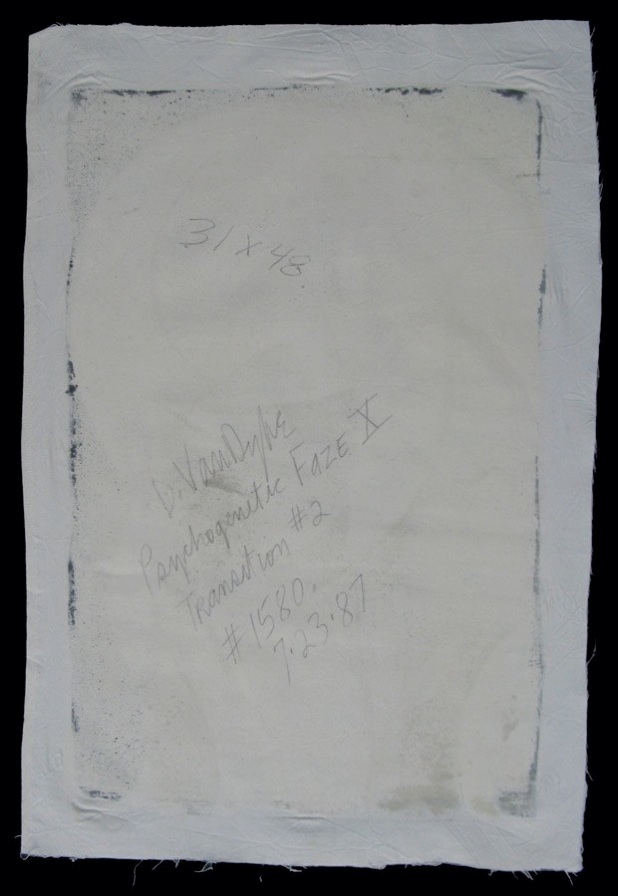 31 x 48
D. VanDyke
Psychogenetic Faze X
Transition #2
#1580.
7.23.87